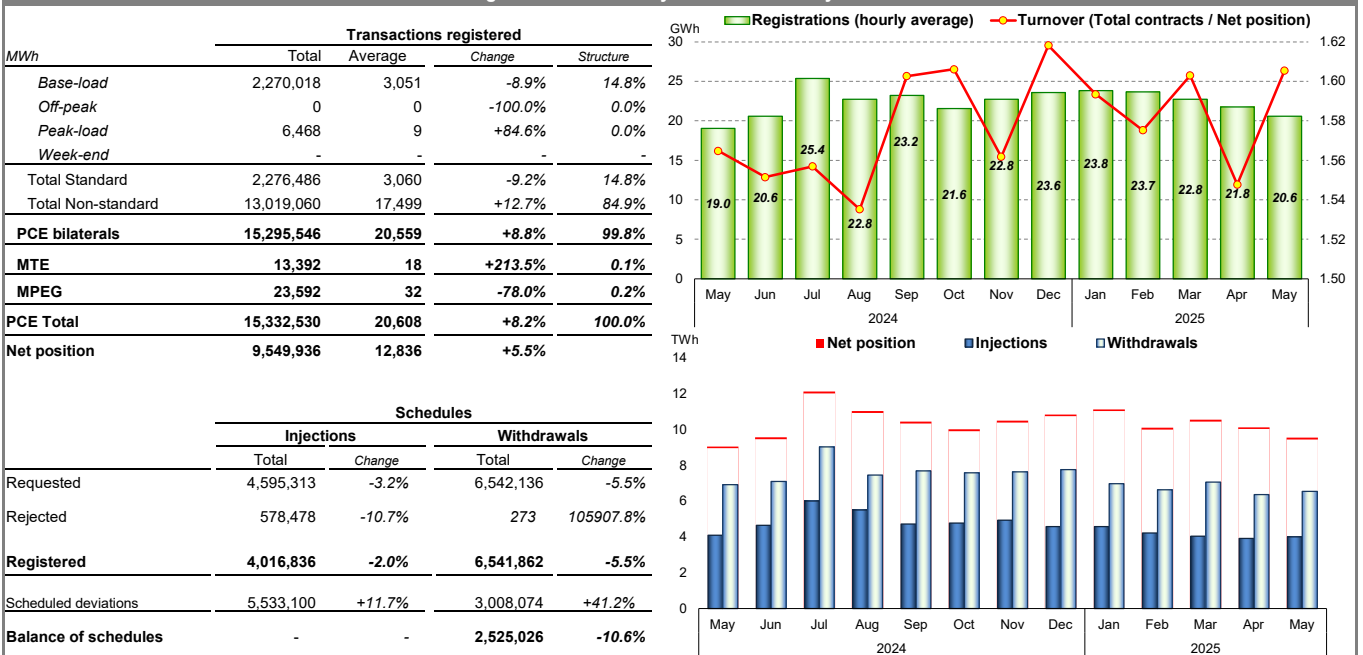 Transactions registered
MWh Total Average Change Structure
Base-load 2,270,018 3,051 -8.9% 14.8%
Off-peak 0 0 -100.0% 0.0%
Peak-load 6,468 9 +84.6% 0.0%
Week-end - - - -
Total Standard 2,276,486 3,060 -9.2% 14.8%
Total Non-standard 13,019,060 17,499 +12.7% 84.9%
PCE bilaterals 15,295,546 20,559 +8.8% 99.8%
MTE 13,392 18 +213.5% 0.1%
MPEG 23,592 32 -78.0% 0.2%
PCE Total 15,332,530 20,608 +8.2% 100.0%
Net position 9,549,936 12,836 +5.5%
Schedules
Injections Withdrawals
Total Change Total Change
Requested 4,595,313 -3.2% 6,542,136 -5.5%
Rejected 578,478 -10.7% 273 105907.8%
Registered 4,016,836 -2.0% 6,541,862 -5.5%
Scheduled deviations 5,533,100 +11.7% 3,008,074 +41.2%
Balance of schedules - - 2,525,026 -10.6%
Registrations (hourly average) Turnover (Total contracts / Net position)
GWh
30 1.62
25 1.60
20 1.58
15 1.56
10 1.54
5 1.52
0 1.50
19.0 20.6 25.4 22.8 23.2 21.6 22.8 23.6 23.8 23.7 22.8 21.8 20.6
May Jun Jul Aug Sep Oct Nov Dec Jan Feb Mar Apr May
2024 2025
TWh
Net position Injections Withdrawals
14
12
10
8
6
4
2
0
May Jun Jul Aug Sep Oct Nov Dec Jan Feb Mar Apr May
2024 2025